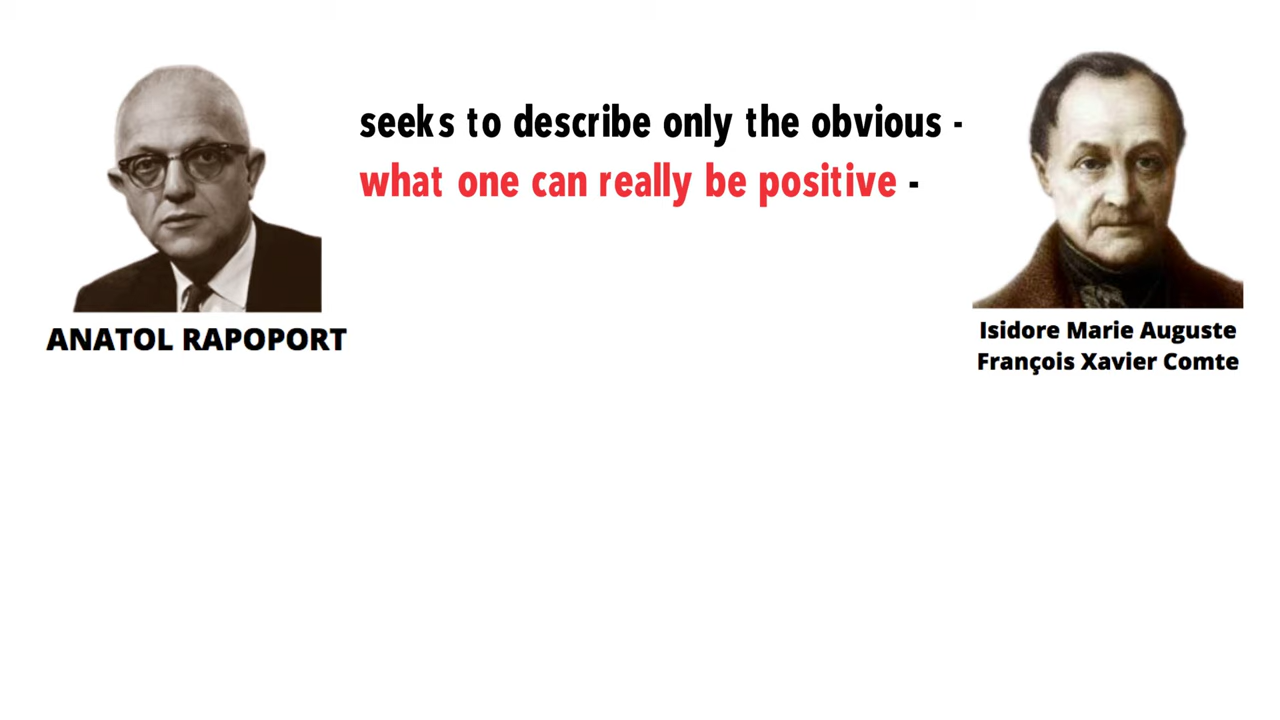 seeks to describe only the obvious -
what one can really be positive -
ANATOL RAPOPORT
Isidore Marie Auguste
François Xavier Comte